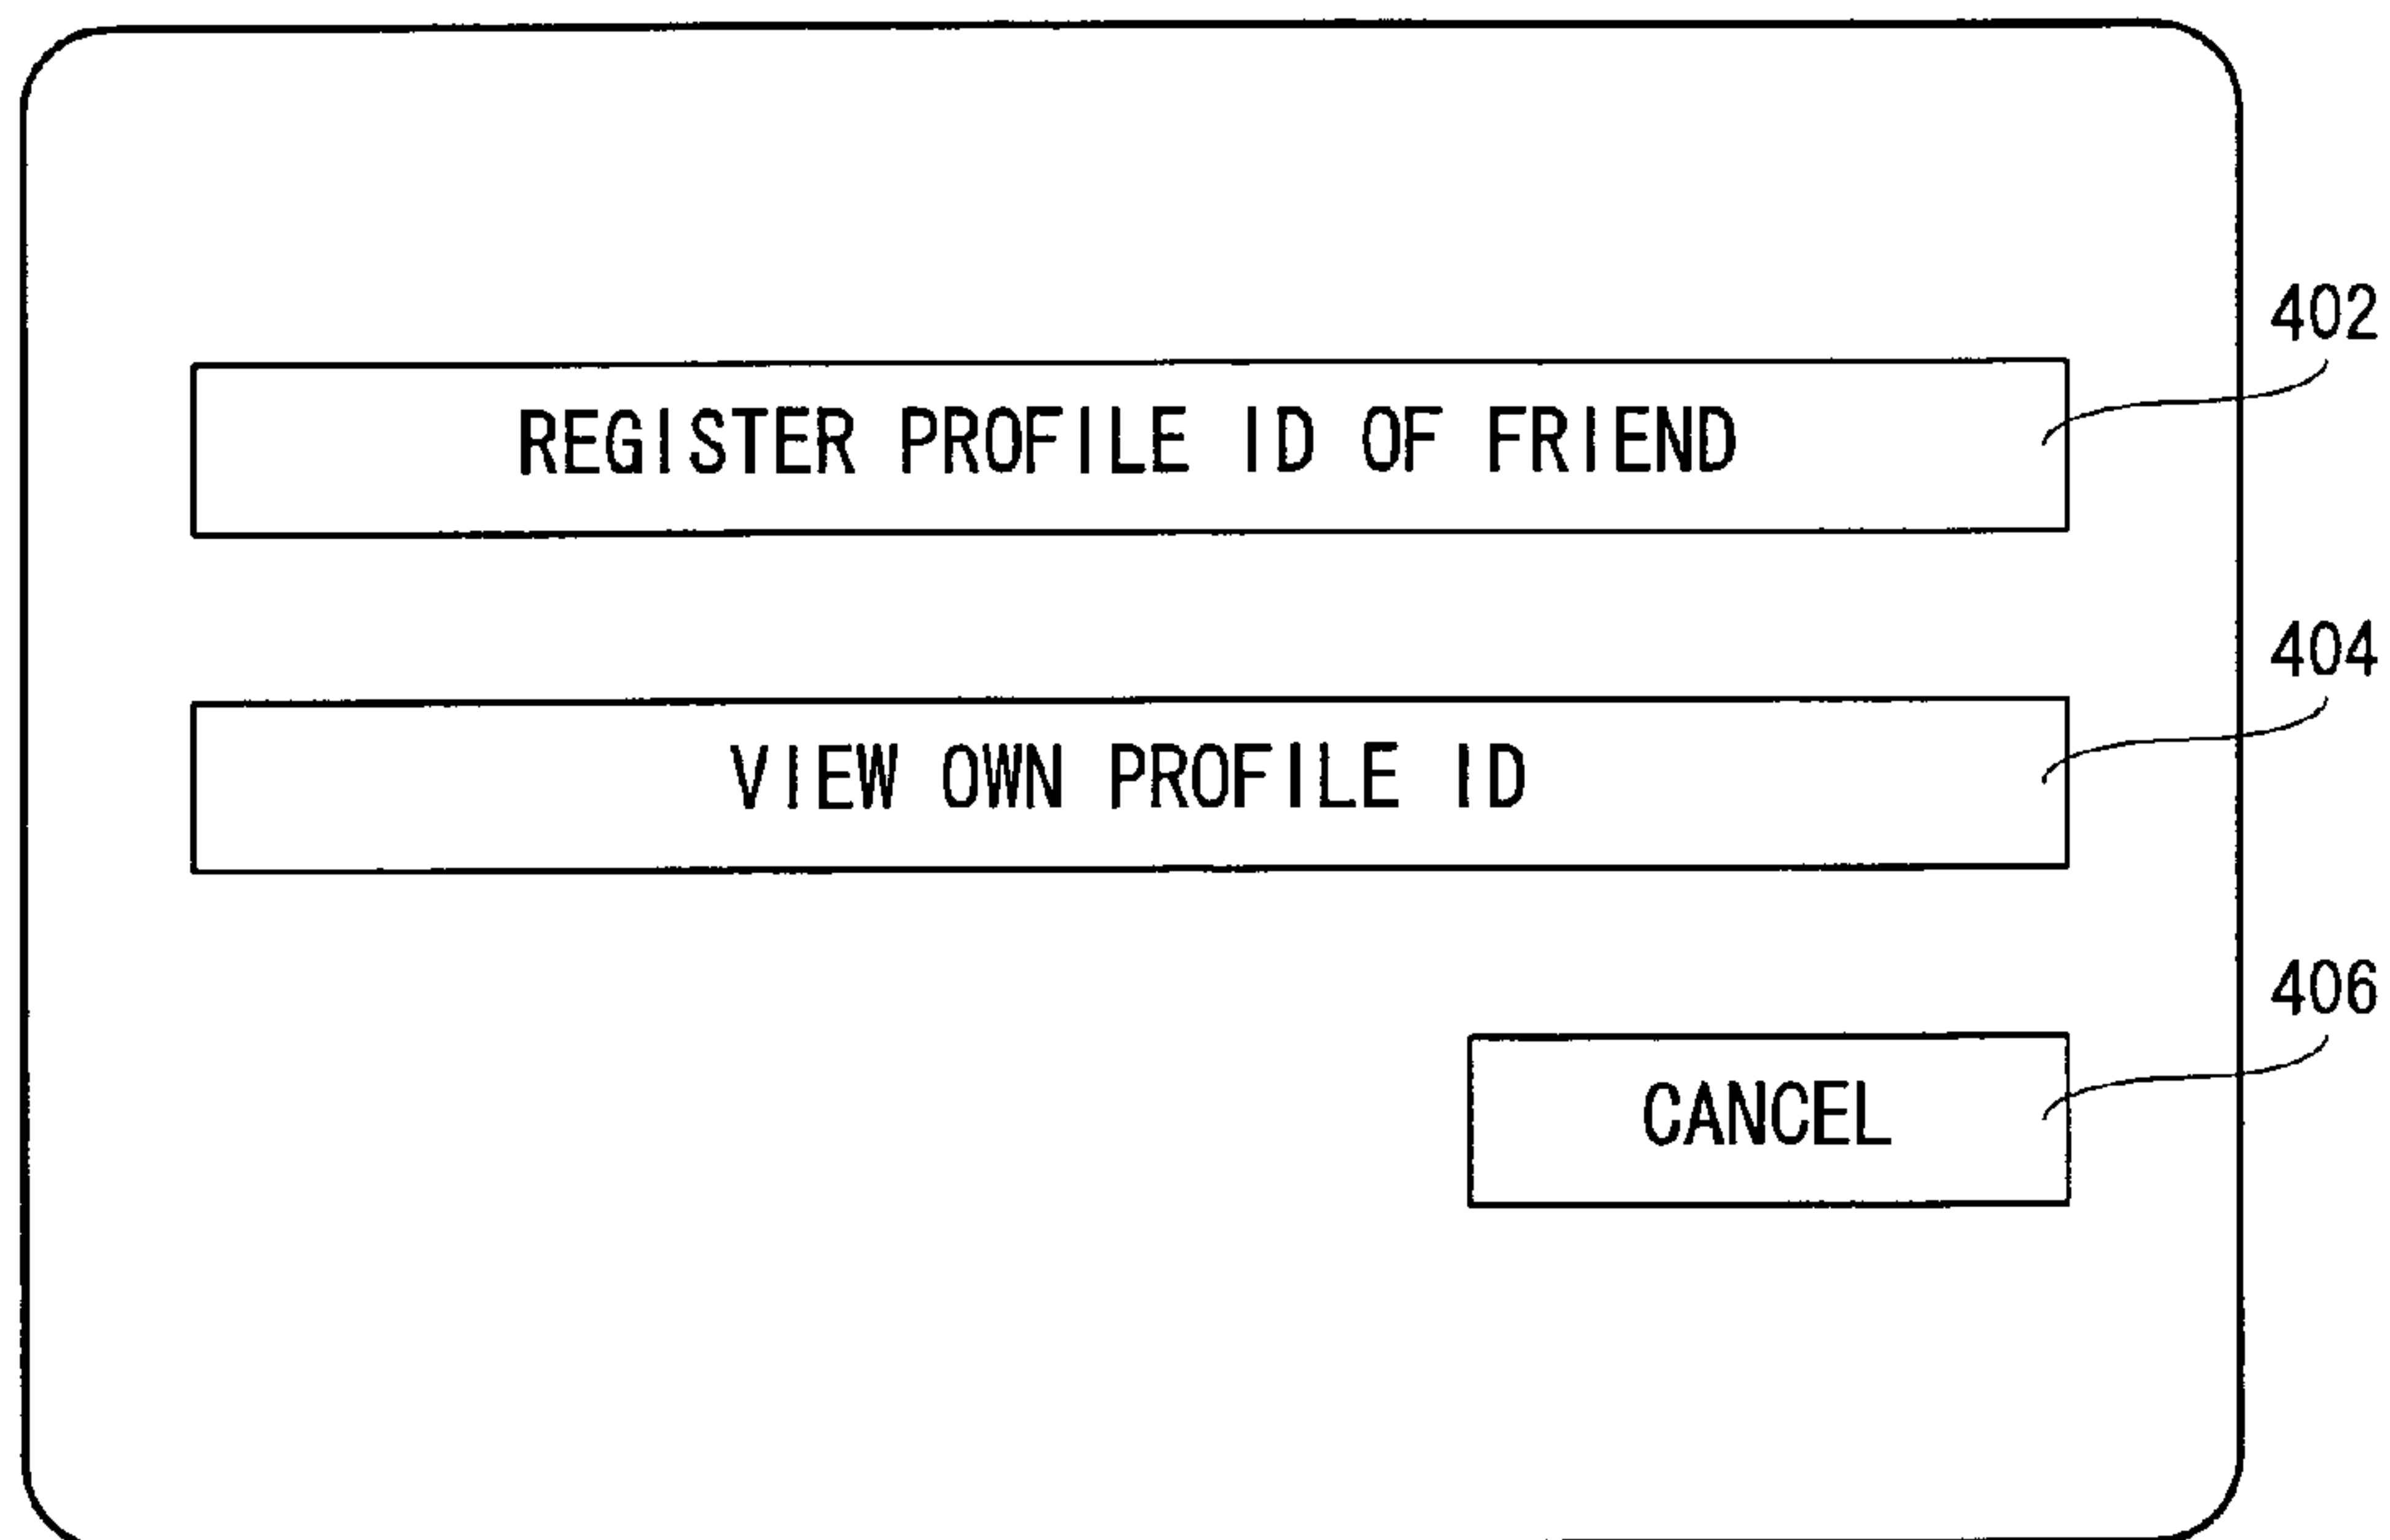 402
REGISTER PROFILE ID OF FRIEND
404
VIEW OWN PROFILE ID
406
CANCEL